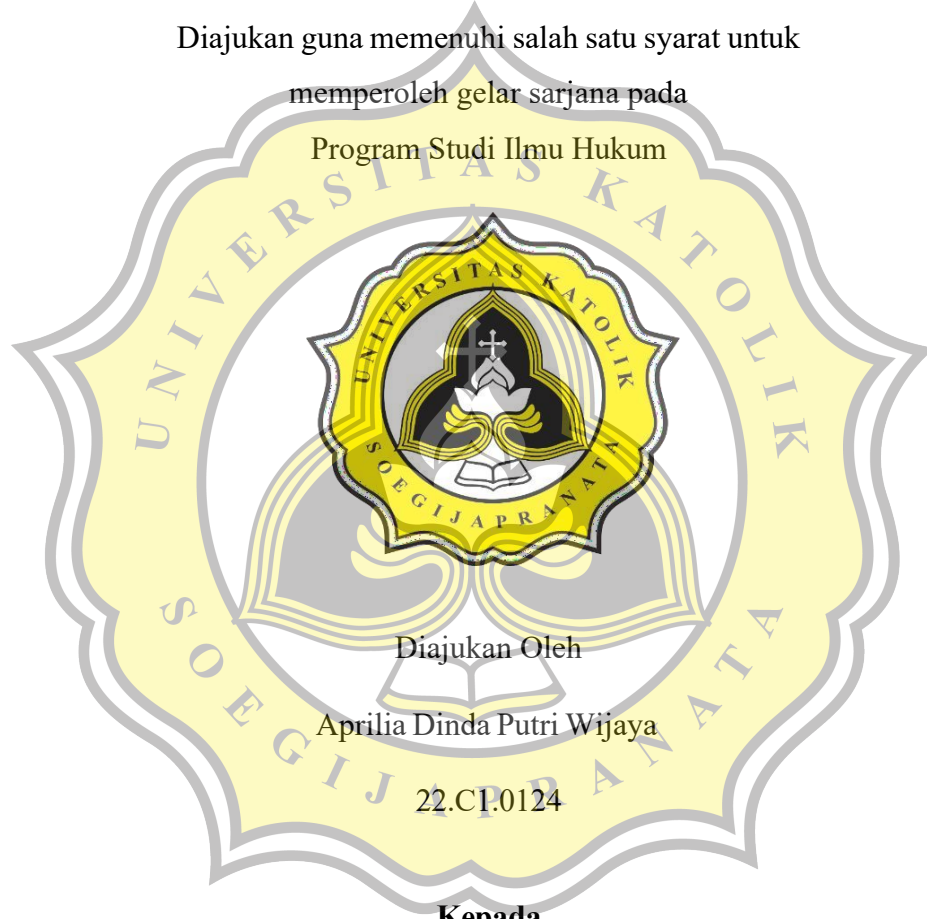 Diajukan guna memenuhi salah satu syarat untuk
memperoleh gelar sarjana pada
Program Studi Ilmu Hukum
UNIVERSITAS KATOLIK
SOEGIJAPRANATA
UNIVERSITAS KATOLIK
SOEGIJAPRANATA
Diajukan Oleh
Aprilia Dinda Putri Wijaya
22.C1.0124
Kepada